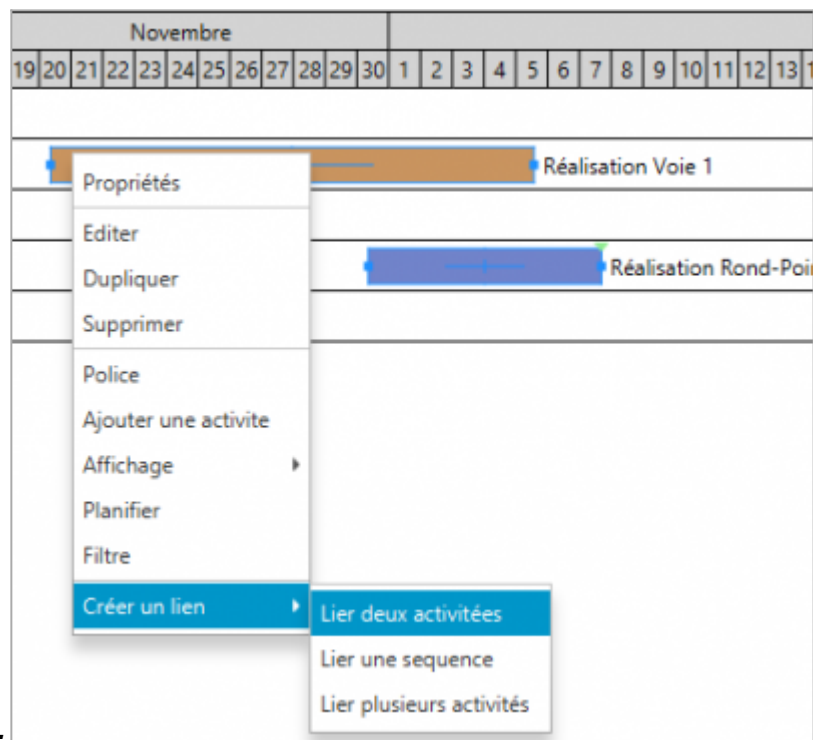 Novembre
19 20 21 22 23 24 25 26 27 28 29 30 1 2 3 4 5 6 7 8 9 10 11 12 13 1
Réalisation Voie 1
Propriétés
Editer
Réalisation Rond-Poi
Dupliquer
Supprimer
Police
Ajouter une activite
Affichage
Planifier
Filtre
Créer un lien
Lier deux activitées
Lier une sequence
Lier plusieurs activités